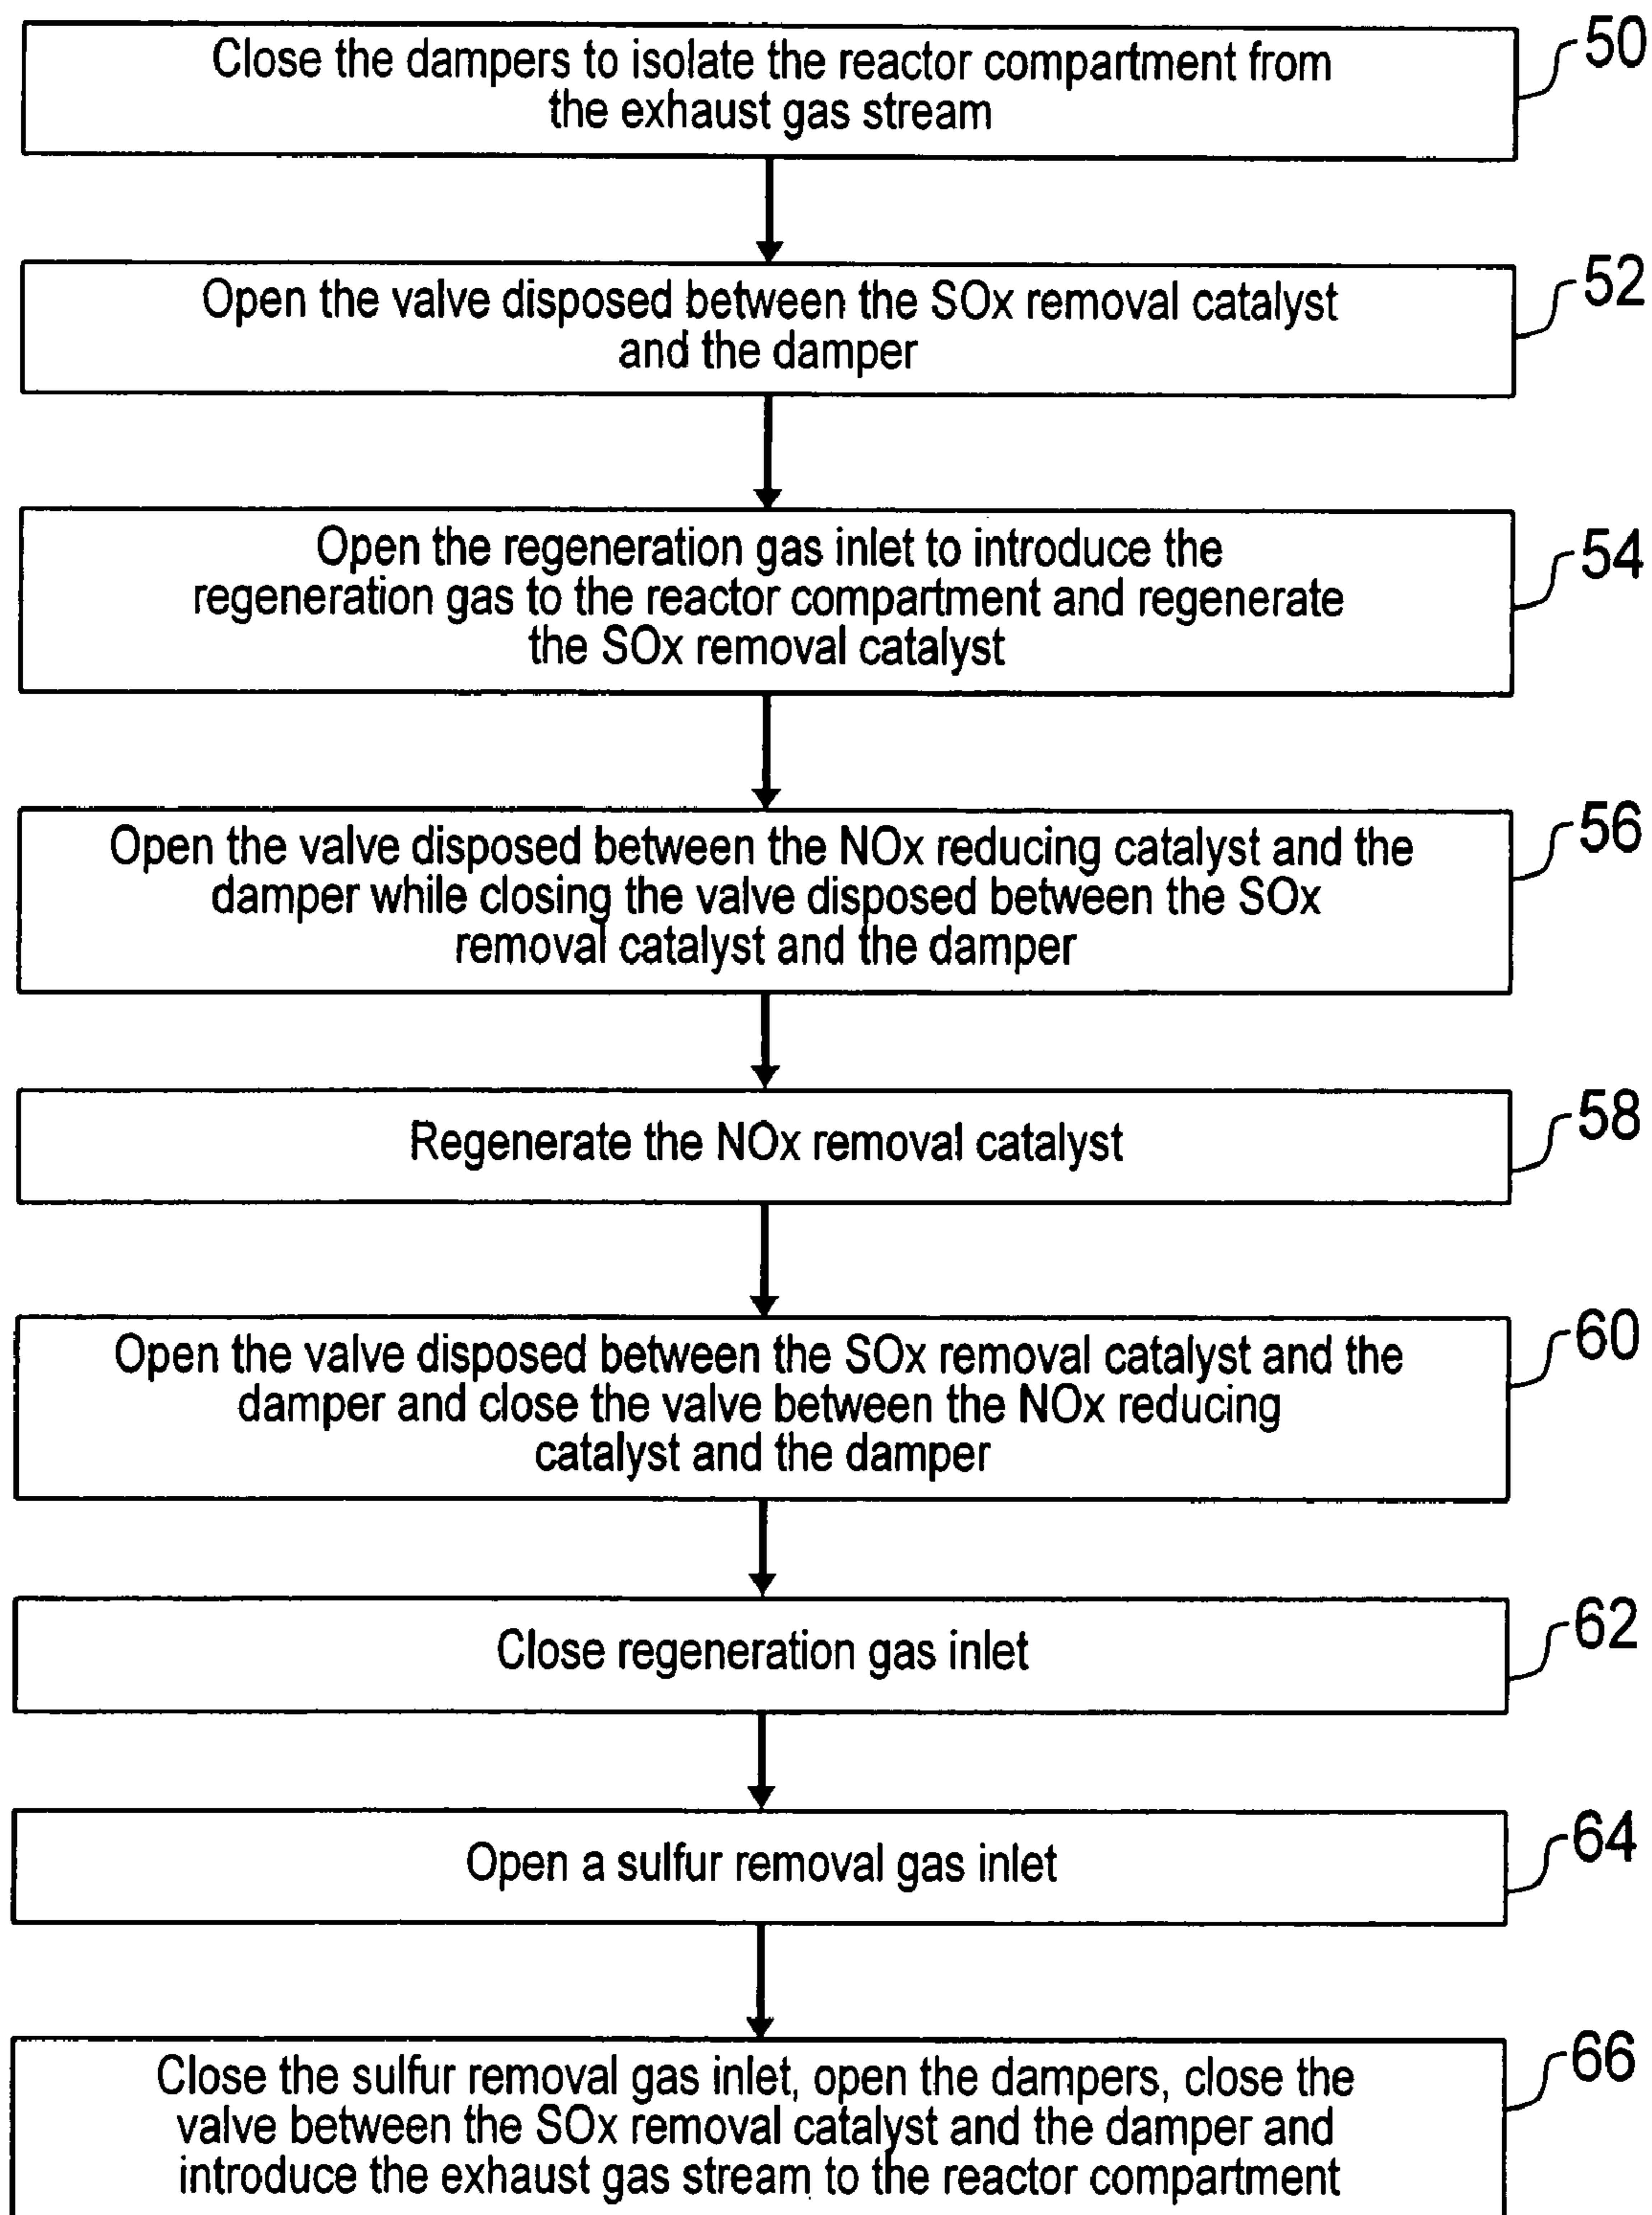 Close the dampers to isolate the reactor compartment from
the exhaust gas stream
50
Open the valve disposed between the SOx removal catalyst
and the damper
52
Open the regeneration gas inlet to introduce the
regeneration gas to the reactor compartment and regenerate
the SOx removal catalyst
54
Open the valve disposed between the NOx reducing catalyst and the
damper while closing the valve disposed between the SOx
removal catalyst and the damper
56
Regenerate the NOx removal catalyst
58
Open the valve disposed between the SOx removal catalyst and the
damper and close the valve between the NOx reducing
catalyst and the damper
60
Close regeneration gas inlet
62
Open a sulfur removal gas inlet
64
Close the sulfur removal gas inlet, open the dampers, close the
valve between the SOx removal catalyst and the damper and
introduce the exhaust gas stream to the reactor compartment
66